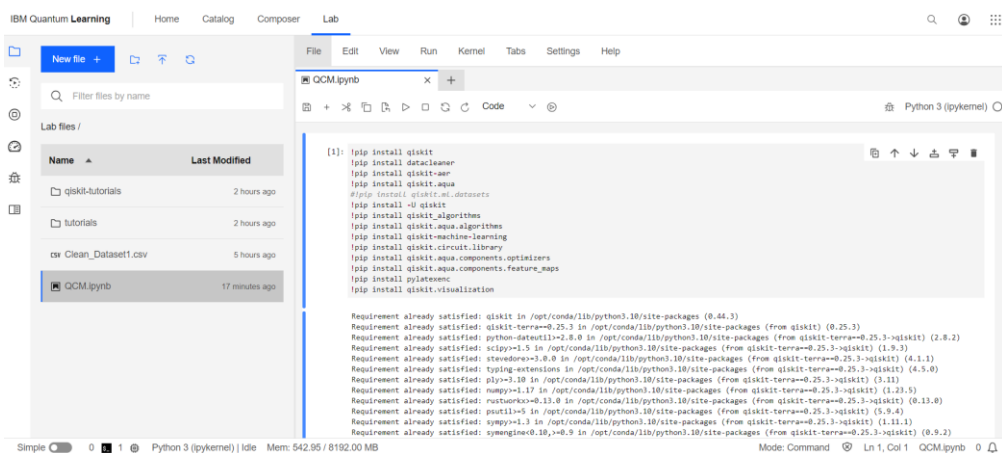 IBM Quantum Learning Home Catalog Composer Lab
New file +
File Edit View Run Kernel Tabs Settings Help
QCM.ipynb × +
Filter files by name
Code
Python 3 (ipykernel)
Lab files /
Name Last Modified
qiskit-tutorials 2 hours ago
tutorials 2 hours ago
csv Clean_Dataset1.csv 5 hours ago
QCM.ipynb 17 minutes ago
[1]: !pip install qiskit
!pip install datacleaner
!pip install qiskit-aer
!pip install qiskit.aqua
#!pip install qiskit.ml.datasets
!pip install -U qiskit
!pip install qiskit_algorithms
!pip install qiskit.aqua.algorithms
!pip install qiskit-machine-learning
!pip install qiskit.circuit.library
!pip install qiskit.aqua.components.optimizers
!pip install qiskit.aqua.components.feature_maps
!pip install pylatexenc
!pip install qiskit.visualization
Requirement already satisfied: qiskit in /opt/conda/lib/python3.10/site-packages (0.44.3)
Requirement already satisfied: qiskit-terra==0.25.3 in /opt/conda/lib/python3.10/site-packages (from qiskit) (0.25.3)
Requirement already satisfied: python-dateutil>=2.8.0 in /opt/conda/lib/python3.10/site-packages (from qiskit-terra==0.25.3->qiskit) (2.8.2)
Requirement already satisfied: scipy>=1.5 in /opt/conda/lib/python3.10/site-packages (from qiskit-terra==0.25.3->qiskit) (1.9.3)
Requirement already satisfied: stevedore>=3.0.0 in /opt/conda/lib/python3.10/site-packages (from qiskit-terra==0.25.3->qiskit) (4.1.1)
Requirement already satisfied: typing-extensions in /opt/conda/lib/python3.10/site-packages (from qiskit-terra==0.25.3->qiskit) (4.5.0)
Requirement already satisfied: ply>=3.10 in /opt/conda/lib/python3.10/site-packages (from qiskit-terra==0.25.3->qiskit) (3.11)
Requirement already satisfied: numpy>=1.17 in /opt/conda/lib/python3.10/site-packages (from qiskit-terra==0.25.3->qiskit) (1.23.5)
Requirement already satisfied: rustworkx>=0.13.0 in /opt/conda/lib/python3.10/site-packages (from qiskit-terra==0.25.3->qiskit) (0.13.0)
Requirement already satisfied: psutil>=5 in /opt/conda/lib/python3.10/site-packages (from qiskit-terra==0.25.3->qiskit) (5.9.4)
Requirement already satisfied: sympy>=1.3 in /opt/conda/lib/python3.10/site-packages (from qiskit-terra==0.25.3->qiskit) (1.11.1)
Requirement already satisfied: symengine<0.10,>=0.9 in /opt/conda/lib/python3.10/site-packages (from qiskit-terra==0.25.3->qiskit) (0.9.2)
Simple 0 1 Python 3 (ipykernel) | Idle Mem: 542.95 / 8192.00 MB Mode: Command Ln 1, Col 1 QCM.ipynb 0